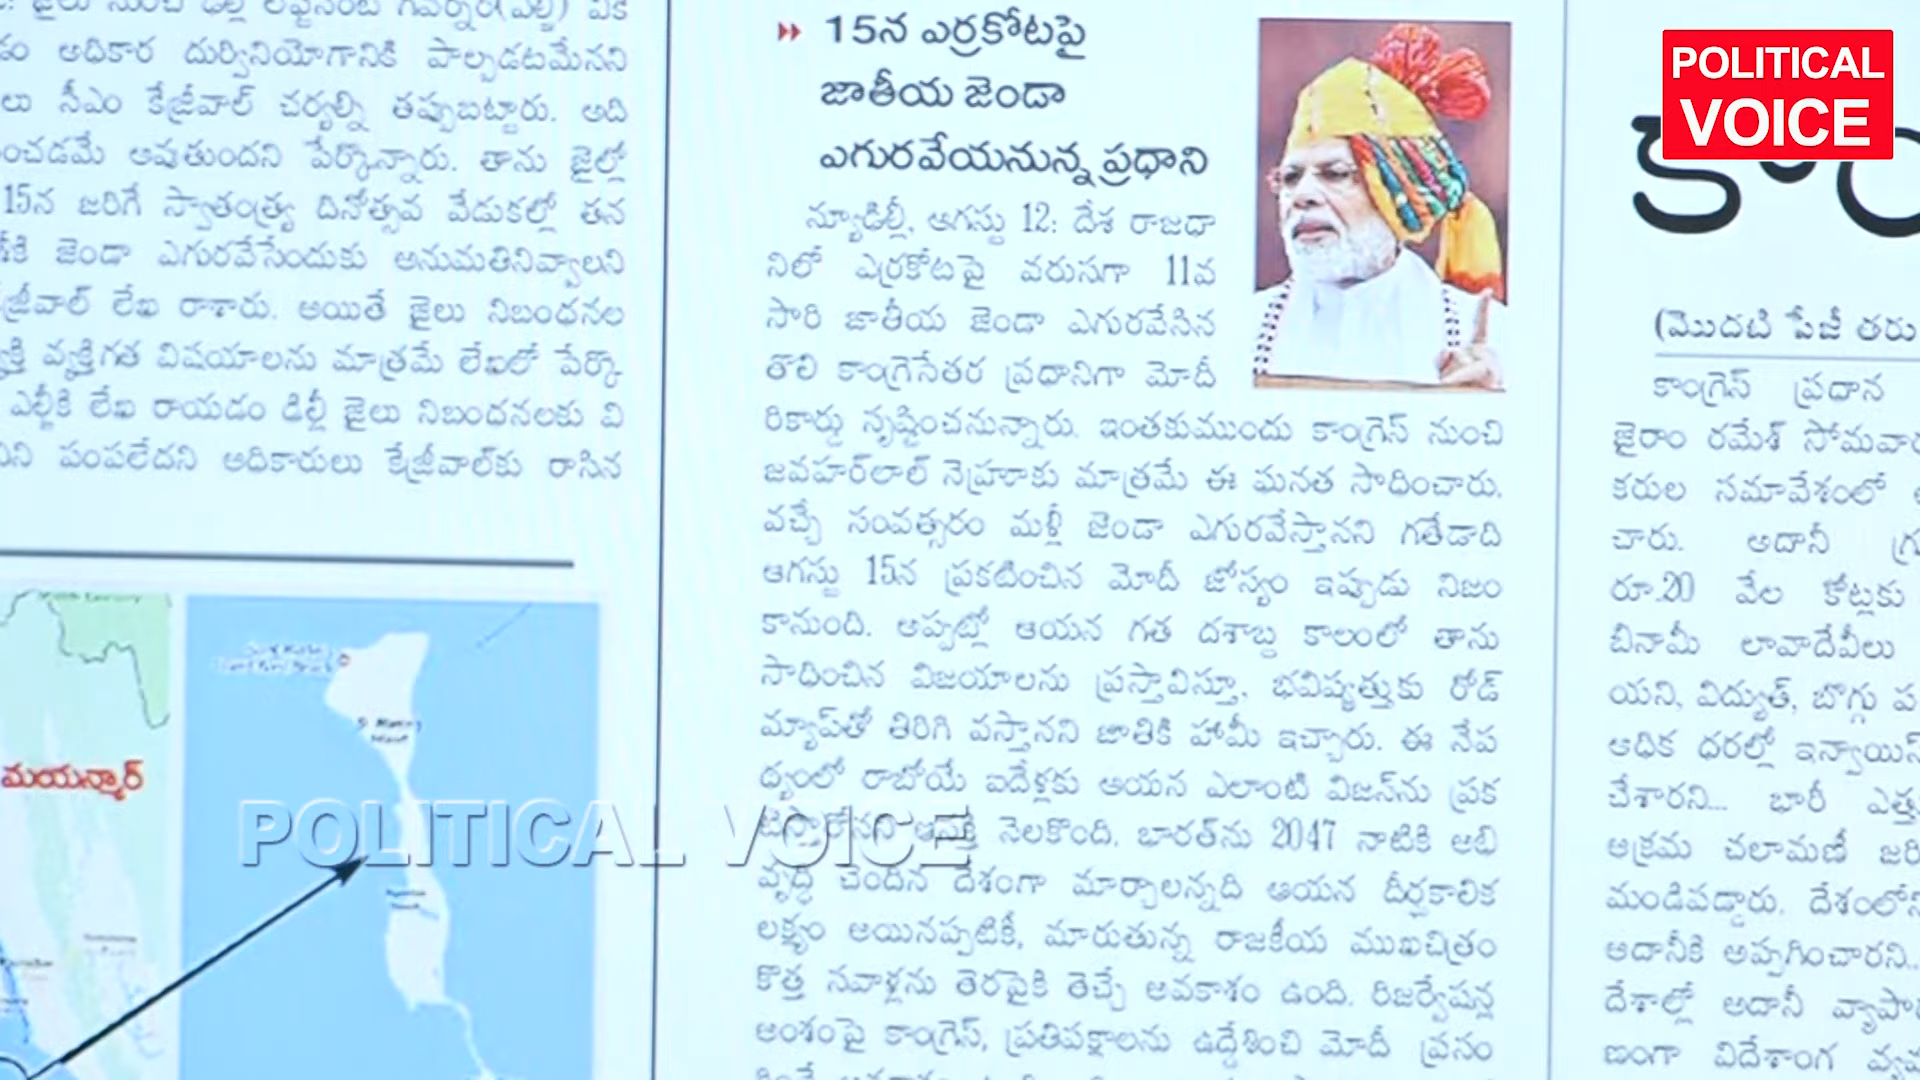 జైలు నుంచి ఢిల్లీ లెఫ్టినెంట్ గవర్నర్
అధికార దుర్వినియోగానికి పాల్పడటమేనని
లు సీఎం కేజ్రీవాల్ చర్యల్ని తప్పుబట్టారు. అది
ంచడమే అవుతుందని పేర్కొన్నారు. తాను జైల్లో
15న జరిగే స్వాతంత్ర్య దినోత్సవ వేడుకల్లో తన
జెండా ఎగురవేసేందుకు అనుమతినివ్వాలని
లేఖ రాశారు. అయితే జైలు నిబంధనల
వ్యక్తిగత విషయాలను మాత్రమే లేఖలో పేర్కొ
ఎల్జీకి లేఖ రాయడం ఢిల్లీ జైలు నిబంధనలకు వి
పంపలేదని అధికారులు కేజ్రీవాల్‌కు రాసిన
మయన్మార్
15న ఎర్రకోటపై
జాతీయ జెండా
ఎగురవేయనున్న ప్రధాని
న్యూఢిల్లీ, ఆగస్టు 12: దేశ రాజధా
నిలో ఎర్రకోటపై వరుసగా 11వ
సారి జాతీయ జెండా ఎగురవేసిన
తొలి కాంగ్రెసేతర ప్రధానిగా మోదీ
రికార్డు సృష్టించనున్నారు. ఇంతకుముందు కాంగ్రెస్ నుంచి
జవహర్‌లాల్ నెహ్రూకు మాత్రమే ఈ ఘనత సాధించారు.
వచ్చే సంవత్సరం మళ్లీ జెండా ఎగురవేస్తానని గతేడాది
ఆగస్టు 15న ప్రకటించిన మోదీ జోస్యం ఇప్పుడు నిజం
కానుంది. అప్పట్లో ఆయన గత దశాబ్ద కాలంలో తాను
సాధించిన విజయాలను ప్రస్తావిస్తూ, భవిష్యత్తుకు రోడ్
మ్యాప్‌తో తిరిగి వస్తానని జాతికి హామీ ఇచ్చారు. ఈ నేప
థ్యంలో రాబోయే ఐదేళ్లకు ఆయన ఎలాంటి విజన్‌ను ప్రక
టిస్తారోనని ఆసక్తి నెలకొంది. భారత్‌ను 2047 నాటికి అభి
వృద్ధి చెందిన దేశంగా మార్చాలన్నది ఆయన దీర్ఘకాలిక
లక్ష్యం అయినప్పటికీ, మారుతున్న రాజకీయ ముఖచిత్రం
కొత్త సవాళ్లను తెరపైకి తెచ్చే అవకాశం ఉంది. రిజర్వేషన్ల
అంశంపై కాంగ్రెస్, ప్రతిపక్షాలను ఉద్దేశించి మోదీ ప్రసం
POLITICAL VOICE
POLITICAL
VOICE
(మొదటి పేజీ తరు
కాంగ్రెస్ ప్రధాన
జైరాం రమేశ్ సోమవార
కరుల సమావేశంలో
చారు. అదానీ గ్రూ
రూ.20 వేల కోట్లకు
బినామీ లావాదేవీలు
యని, విద్యుత్, బొగ్గు ప
అధిక ధరల్లో ఇన్వాయిస్
చేశారని... భారీ ఎత్త
అక్రమ చలామణీ జరి
మండిపడ్డారు. దేశంలోన
అదానీకి అప్పగించారని..
దేశాల్లో అదానీ వ్యాపా
ణంగా విదేశాంగ వ్య